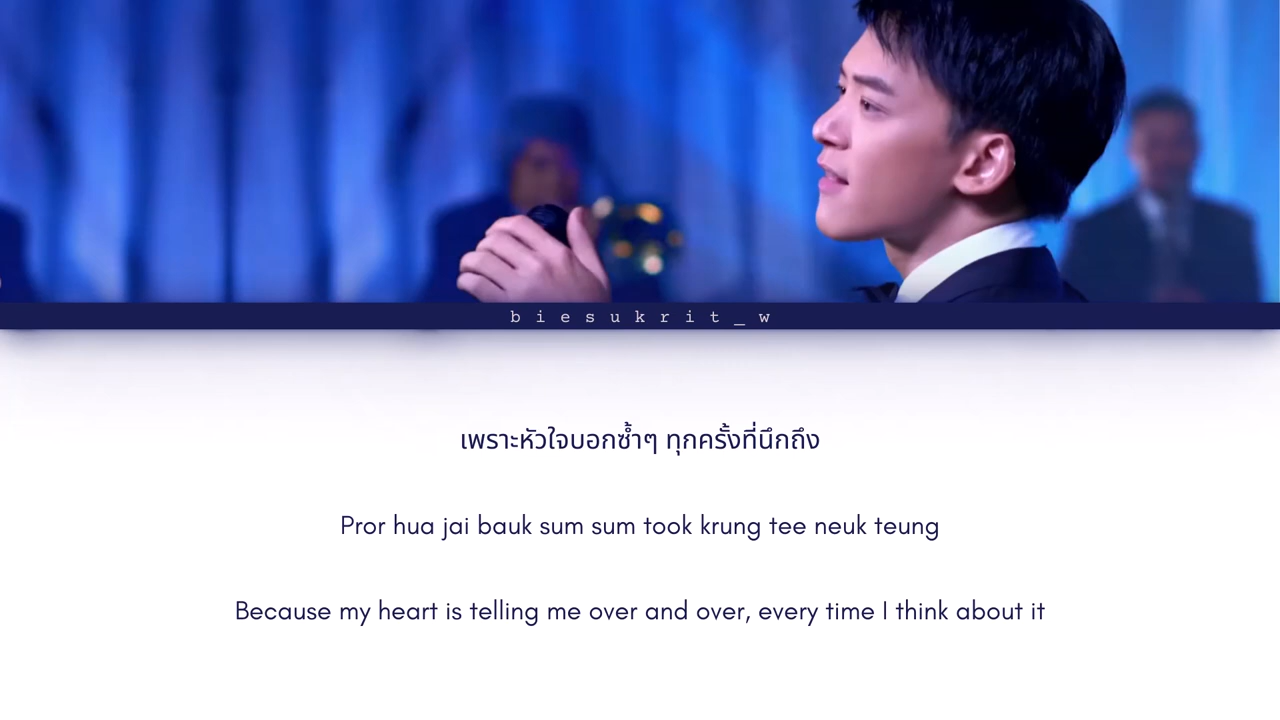 b i e s u k r i t _ w
เพราะหัวใจบอกซ้ำๆ ทุกครั้งที่นึกถึง
Pror hua jai bauk sum sum took krung tee neuk teung
Because my heart is telling me over and over, every time I think about it